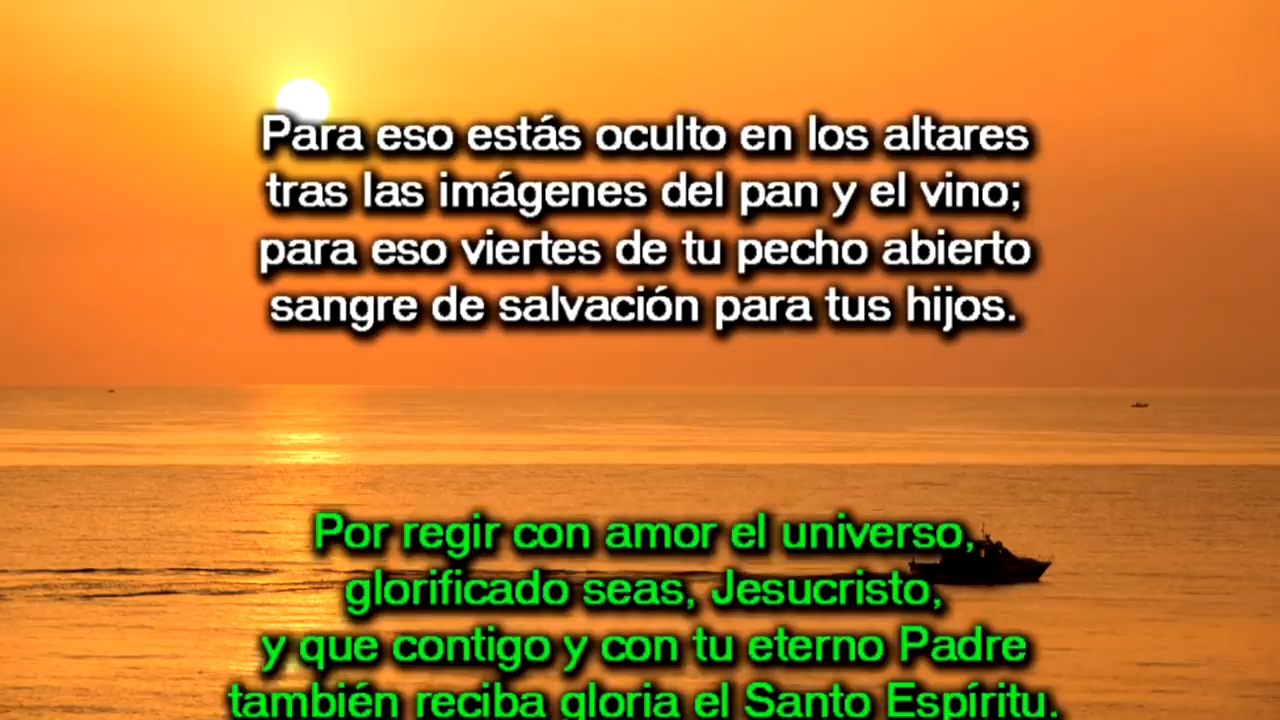 Para eso estás oculto en los altares
tras las imágenes del pan y el vino;
para eso viertes de tu pecho abierto
sangre de salvación para tus hijos.
Por regir con amor el universo,
glorificado seas, Jesucristo,
y que contigo y con tu eterno Padre
también reciba gloria el Santo Espíritu.